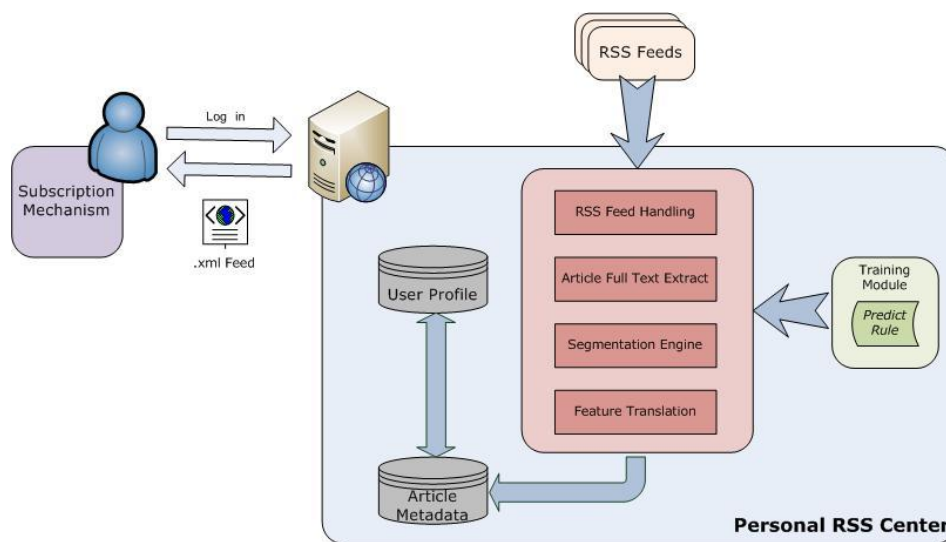 RSS Feeds
Log in
Subscription
Mechanism
.xml Feed
RSS Feed Handling
Article Full Text Extract
Segmentation Engine
Feature Translation
Training
Module
Predict
Rule
User Profile
Article
Metadata
Personal RSS Center